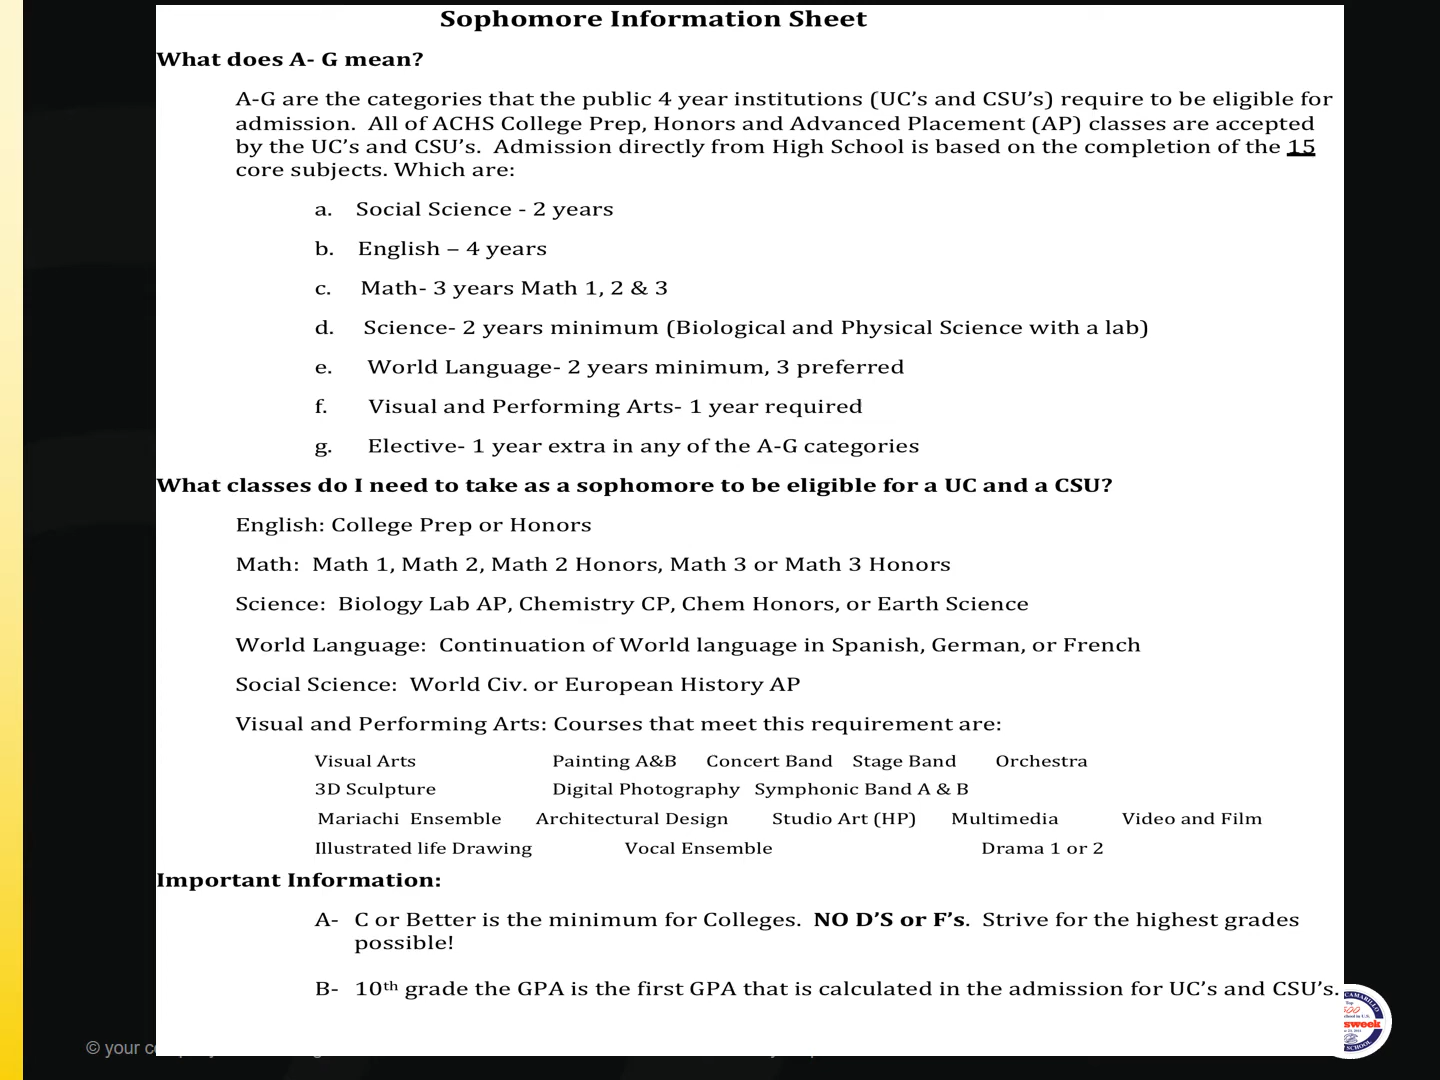 Sophomore Information Sheet
What does A- G mean?
A-G are the categories that the public 4 year institutions (UC’s and CSU’s) require to be eligible for
admission.  All of ACHS College Prep, Honors and Advanced Placement (AP) classes are accepted
by the UC’s and CSU’s.  Admission directly from High School is based on the completion of the 15
core subjects. Which are:
a. Social Science - 2 years
b. English – 4 years
c. Math- 3 years Math 1, 2 & 3
d. Science- 2 years minimum (Biological and Physical Science with a lab)
e. World Language- 2 years minimum, 3 preferred
f. Visual and Performing Arts- 1 year required
g. Elective- 1 year extra in any of the A-G categories
What classes do I need to take as a sophomore to be eligible for a UC and a CSU?
English: College Prep or Honors
Math:  Math 1, Math 2, Math 2 Honors, Math 3 or Math 3 Honors
Science:  Biology Lab AP, Chemistry CP, Chem Honors, or Earth Science
World Language:  Continuation of World language in Spanish, German, or French
Social Science:  World Civ. or European History AP
Visual and Performing Arts: Courses that meet this requirement are:
Visual Arts Painting A&B Concert Band Stage Band Orchestra
3D Sculpture Digital Photography Symphonic Band A & B
Mariachi  Ensemble Architectural Design Studio Art (HP) Multimedia Video and Film
Illustrated life Drawing Vocal Ensemble Drama 1 or 2
Important Information:
A- C or Better is the minimum for Colleges.  NO D’S or F’s.  Strive for the highest grades
possible!
B- 10th grade the GPA is the first GPA that is calculated in the admission for UC’s and CSU’s.
CAMARILLO
© your